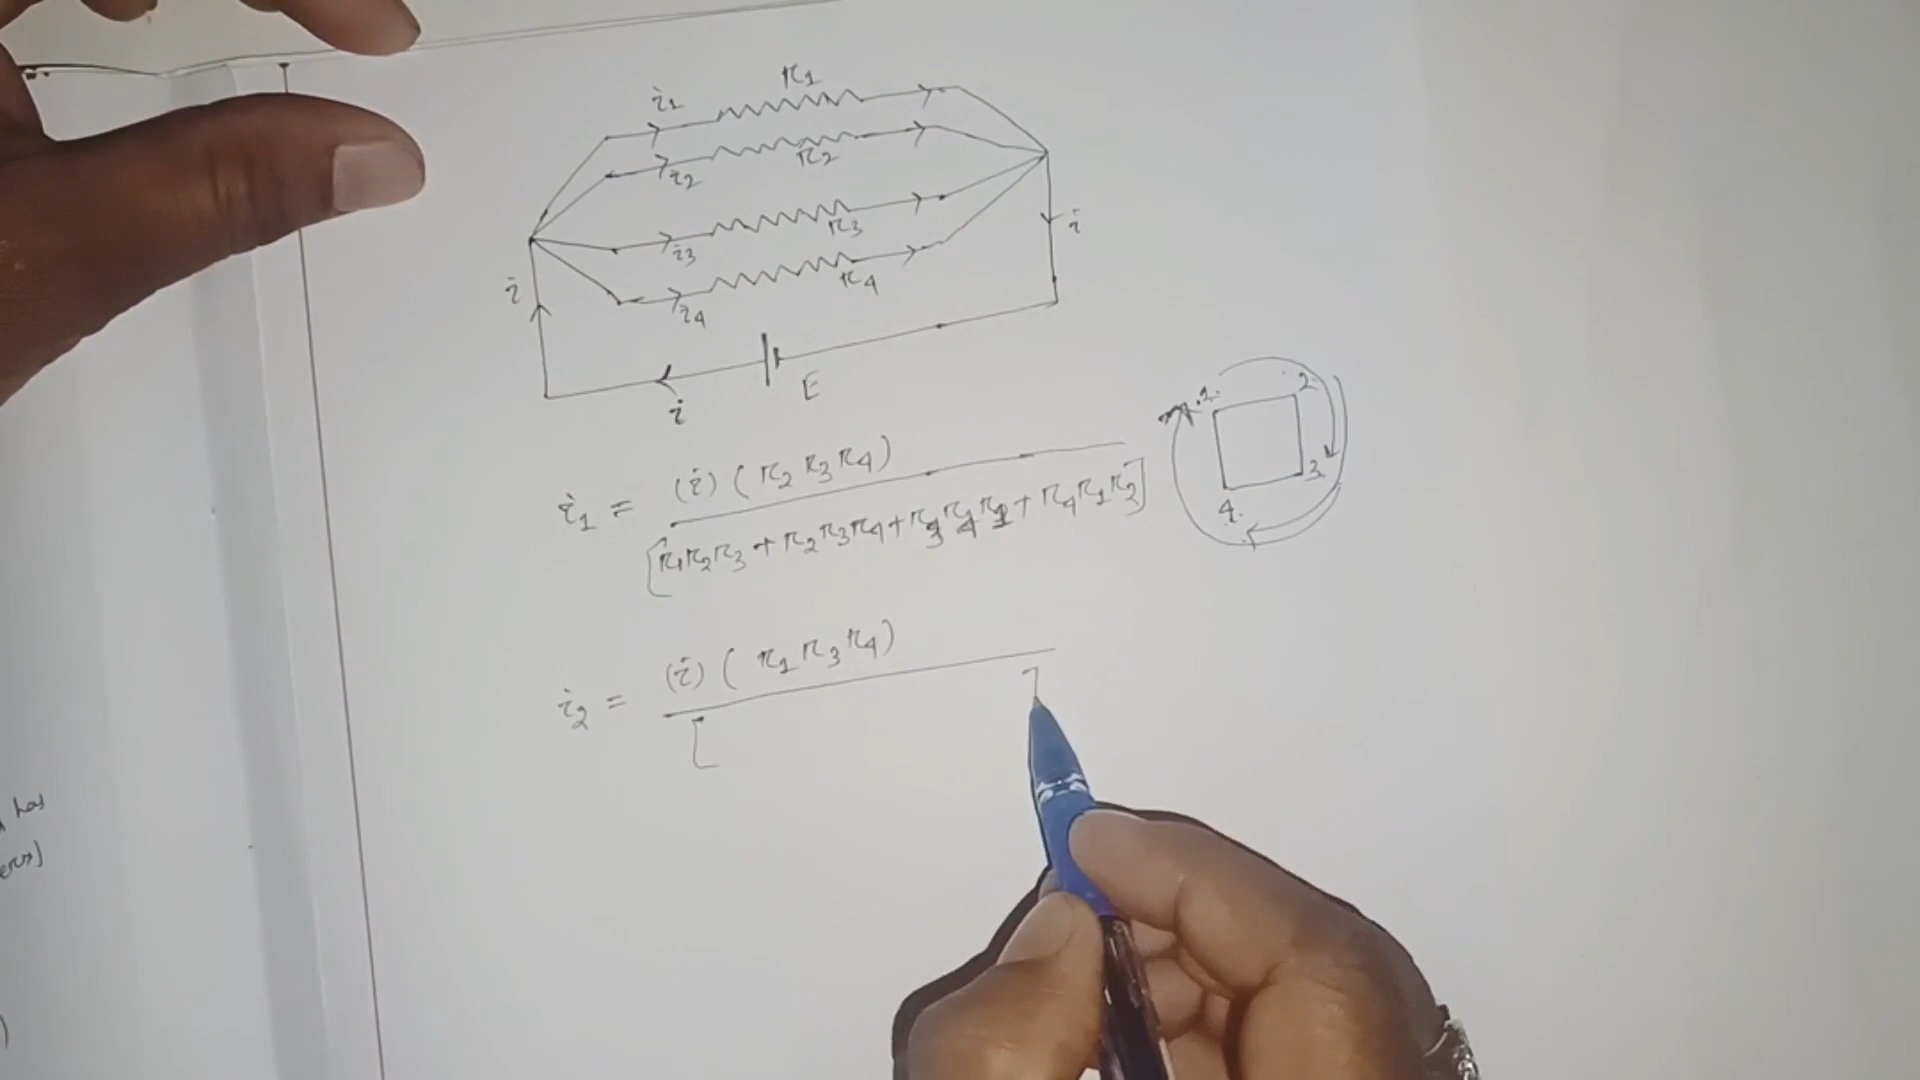 i1 r1
i2 r2
i3 r3
i4 r4
i i
i E
1. 2.
4. 3.
i1 = (i) (r2 r3 r4)
[r1r2r3 + r2r3r4 + r3r4r1 + r4r1r2]
i2 = (i) (r1 r3 r4)
[ ]
has